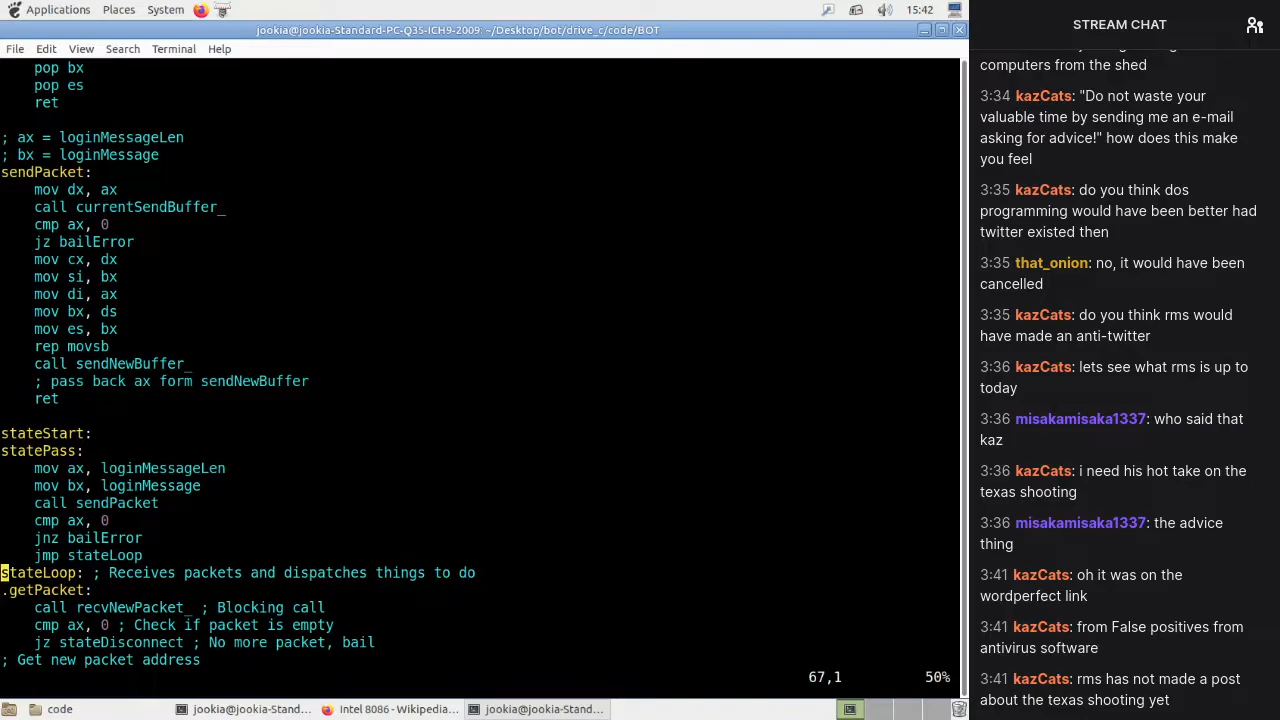 Applications Places System 15:42
jookia@jookia-Standard-PC-Q35-ICH9-2009: ~/Desktop/bot/drive_c/code/BOT
File Edit View Search Terminal Help
pop bx
pop es
ret
; ax = loginMessageLen
; bx = loginMessage
sendPacket:
mov dx, ax
call currentSendBuffer_
cmp ax, 0
jz bailError
mov cx, dx
mov si, bx
mov di, ax
mov bx, ds
mov es, bx
rep movsb
call sendNewBuffer_
; pass back ax form sendNewBuffer
ret
stateStart:
statePass:
mov ax, loginMessageLen
mov bx, loginMessage
call sendPacket
cmp ax, 0
jnz bailError
jmp stateLoop
stateLoop: ; Receives packets and dispatches things to do
.getPacket:
call recvNewPacket_ ; Blocking call
cmp ax, 0 ; Check if packet is empty
jz stateDisconnect ; No more packet, bail
; Get new packet address
67,1 50%
code jookia@jookia-Stand... Intel 8086 - Wikipedia... jookia@jookia-Stand...
STREAM CHAT
computers from the shed
3:34 kazCats: "Do not waste your
valuable time by sending me an e-mail
asking for advice!" how does this make
you feel
3:35 kazCats: do you think dos
programming would have been better had
twitter existed then
3:35 that_onion: no, it would have been
cancelled
3:35 kazCats: do you think rms would
have made an anti-twitter
3:36 kazCats: lets see what rms is up to
today
3:36 misakamisaka1337: who said that
kaz
3:36 kazCats: i need his hot take on the
texas shooting
3:36 misakamisaka1337: the advice
thing
3:41 kazCats: oh it was on the
wordperfect link
3:41 kazCats: from False positives from
antivirus software
3:41 kazCats: rms has not made a post
about the texas shooting yet